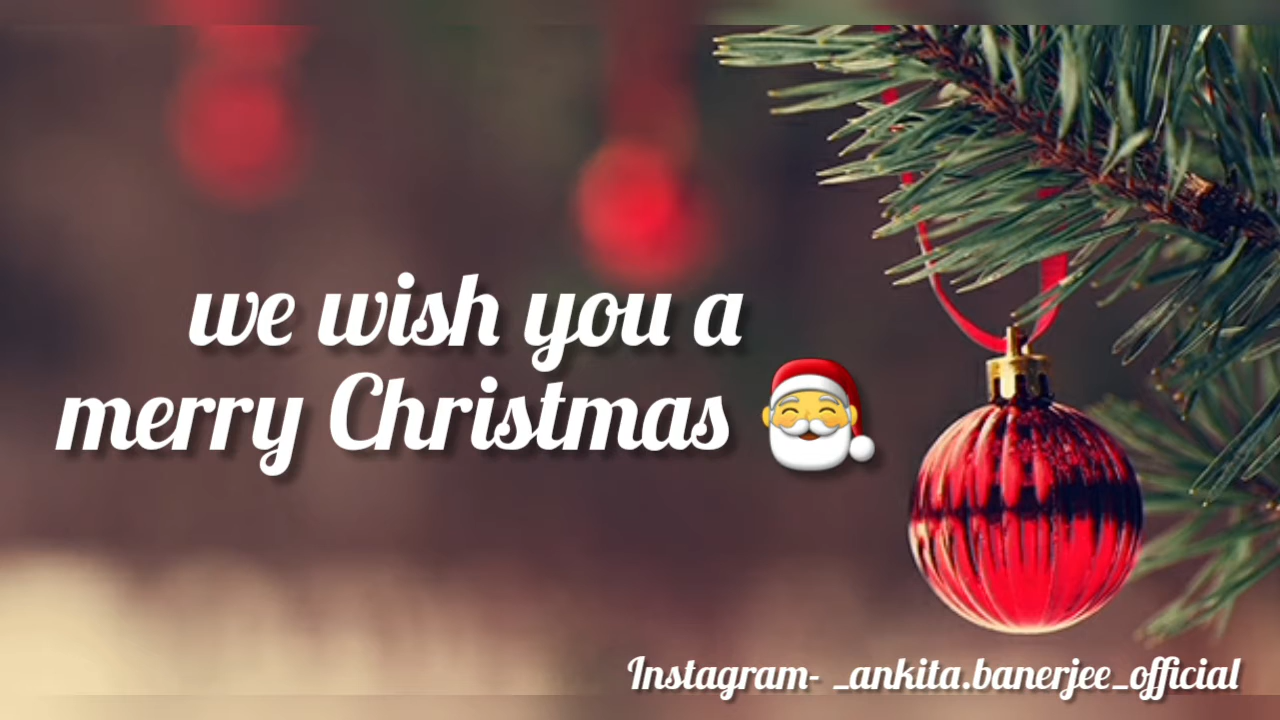 we wish you a
merry Christmas 🎅
Instagram- _ankita.banerjee_official